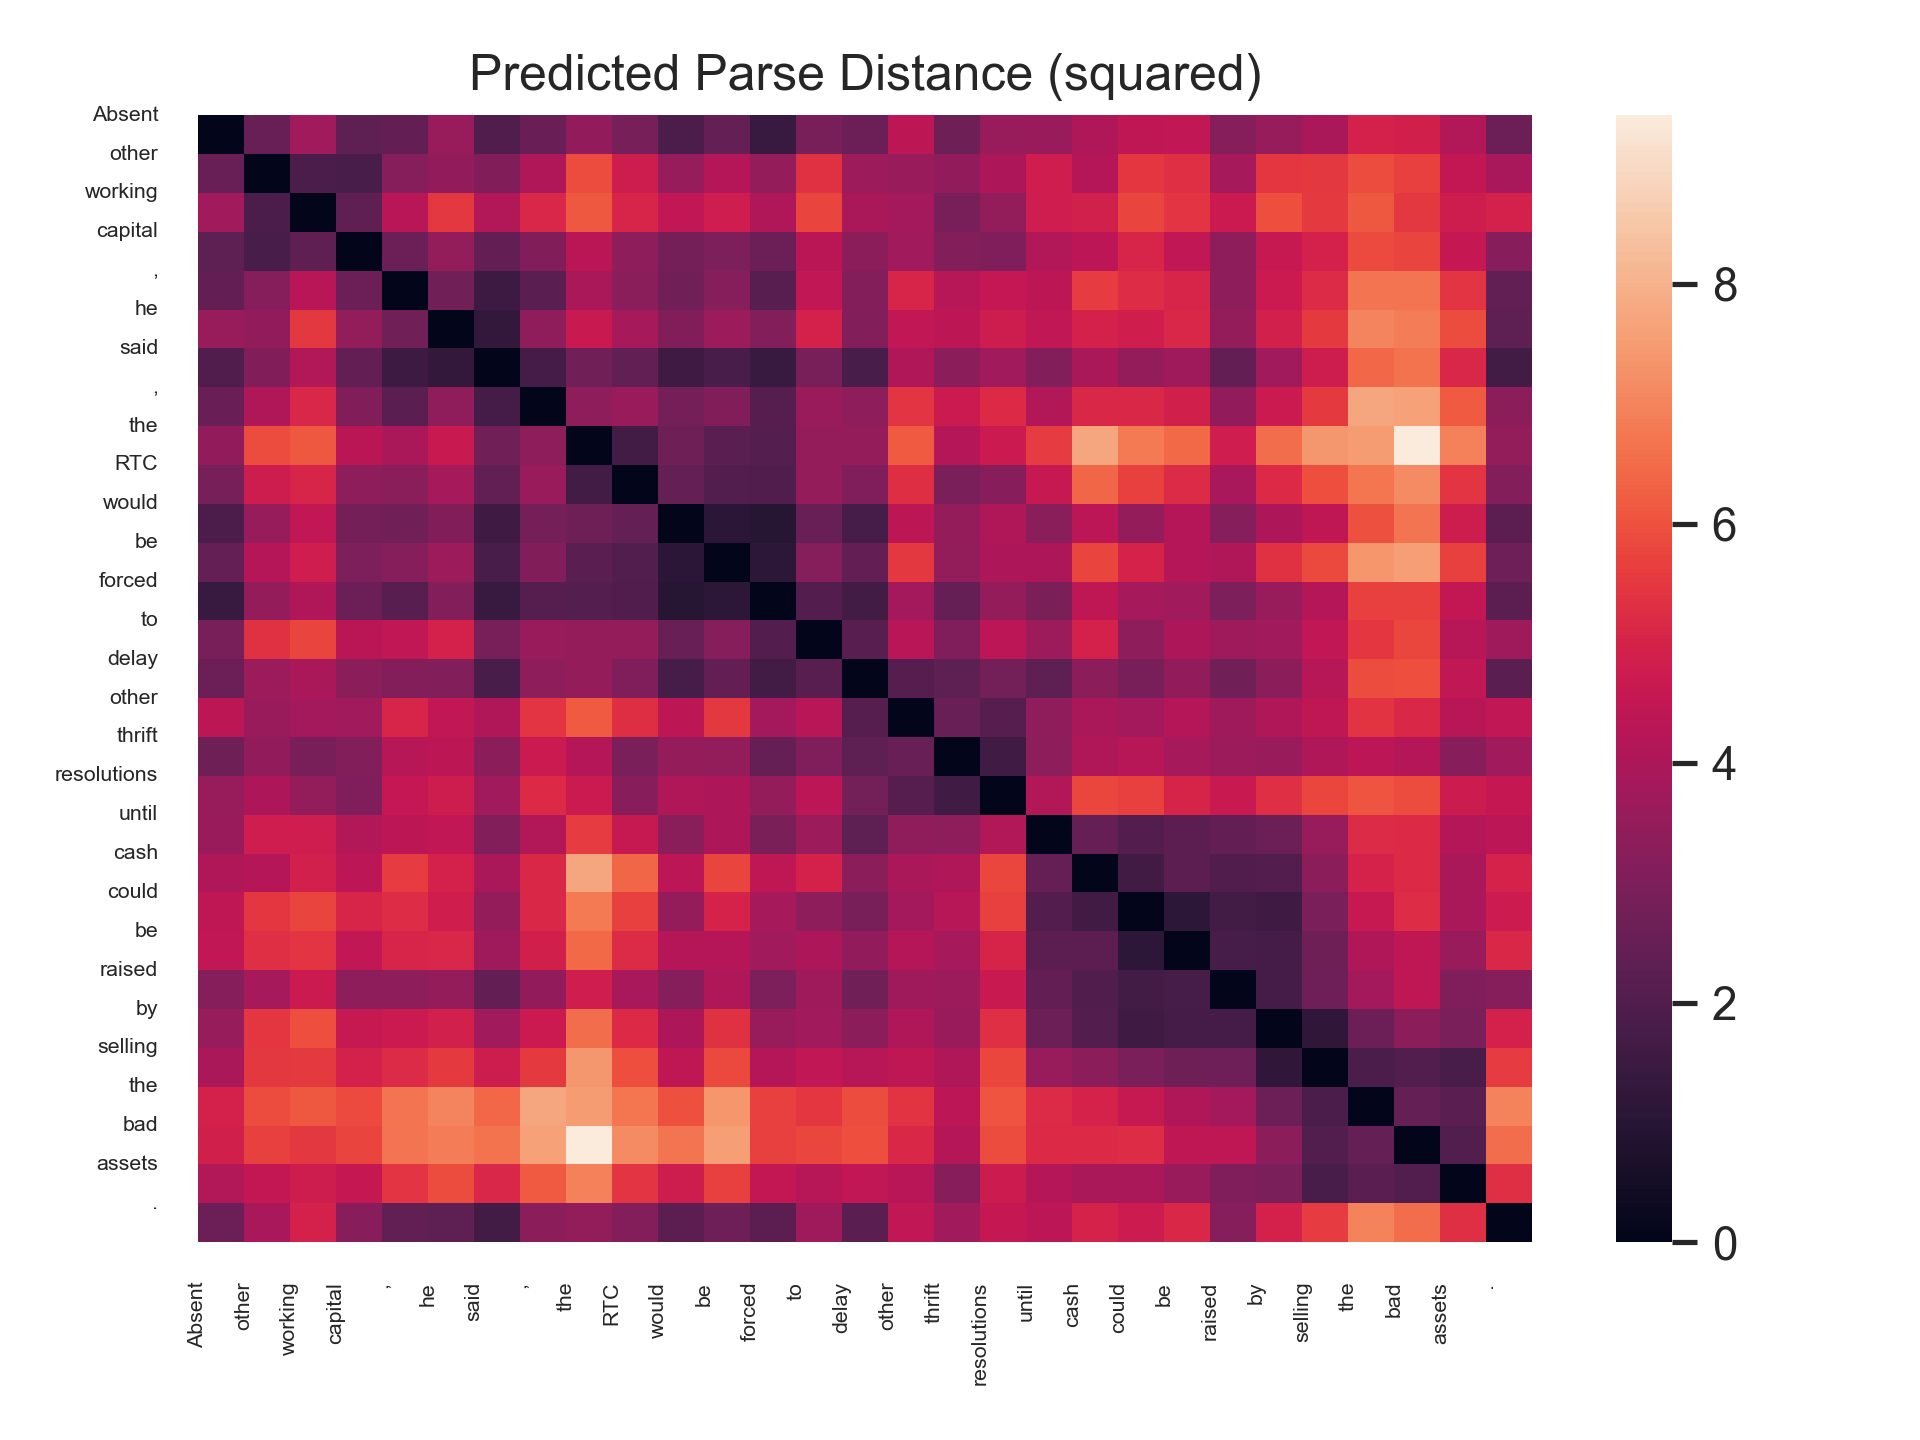 Predicted Parse Distance (squared)
Absent
other
working
capital
,
he
said
,
the
RTC
would
be
forced
to
delay
other
thrift
resolutions
until
cash
could
be
raised
by
selling
the
bad
assets
.
8
6
4
2
0
Absent
other
working
capital
,
he
said
,
the
RTC
would
be
forced
to
delay
other
thrift
resolutions
until
cash
could
be
raised
by
selling
the
bad
assets
.